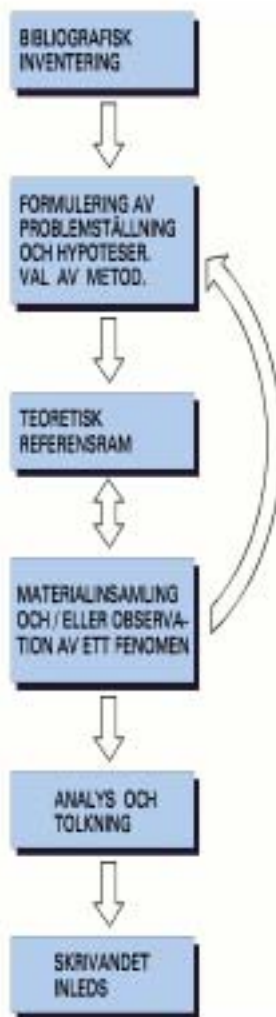 BIBLIOGRAFISK
INVENTERING
FORMULERING AV
PROBLEMSTÄLLNING
OCH HYPOTESER.
VAL AV METOD.
TEORETISK
REFERENSRAM
MATERIALINSAMLING
OCH / ELLER OBSERVA-
TION AV ETT FENOMEN
ANALYS OCH
TOLKNING
SKRIVANDET
INLEDS